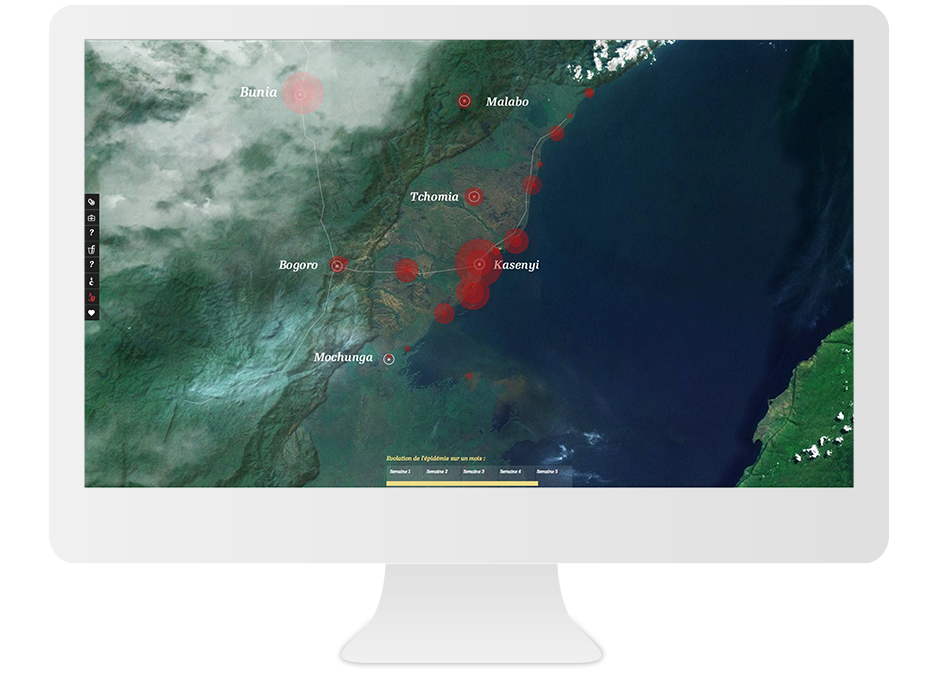 Bunia
Malabo
Tchomia
Bogoro
Kasenyi
Mochunga
Evolution de l'épidémie sur un mois :
Semaine 1 Semaine 2 Semaine 3 Semaine 4 Semaine 5